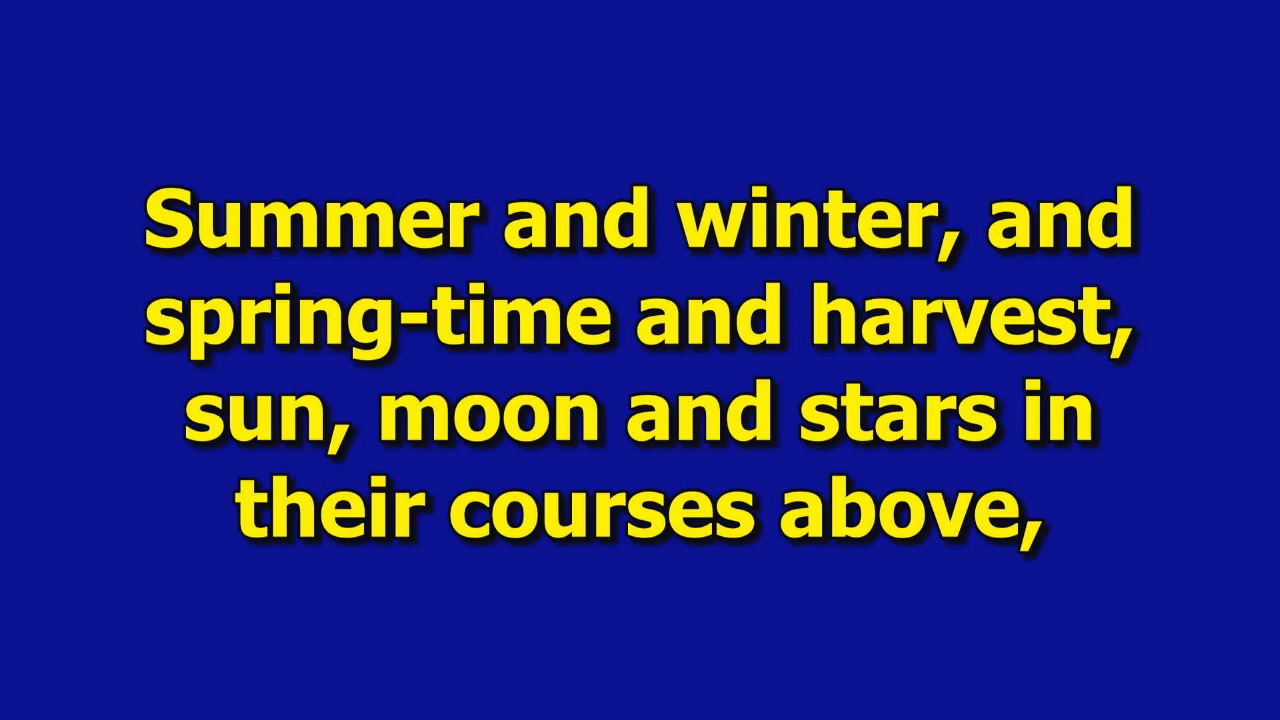 Summer and winter, and
spring-time and harvest,
sun, moon and stars in
their courses above,